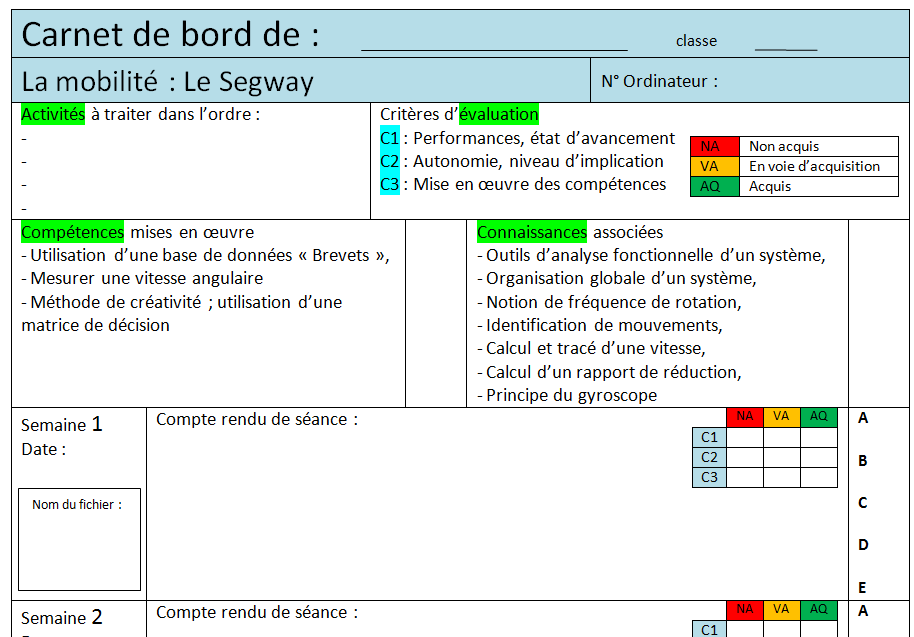 Carnet de bord de : classe
La mobilité : Le Segway
N° Ordinateur :
Activités à traiter dans l'ordre :
-
-
-
-
Critères d'évaluation
C1 : Performances, état d'avancement
C2 : Autonomie, niveau d'implication
C3 : Mise en œuvre des compétences
NA Non acquis
VA En voie d'acquisition
AQ Acquis
Compétences mises en œuvre
- Utilisation d'une base de données « Brevets »,
- Mesurer une vitesse angulaire
- Méthode de créativité ; utilisation d'une
matrice de décision
Connaissances associées
- Outils d'analyse fonctionnelle d'un système,
- Organisation globale d'un système,
- Notion de fréquence de rotation,
- Identification de mouvements,
- Calcul et tracé d'une vitesse,
- Calcul d'un rapport de réduction,
- Principe du gyroscope
Semaine 1
Date :
Nom du fichier :
Compte rendu de séance :
NA VA AQ
C1
C2
C3
A
B
C
D
E
Semaine 2
Compte rendu de séance :
NA VA AQ
C1
A